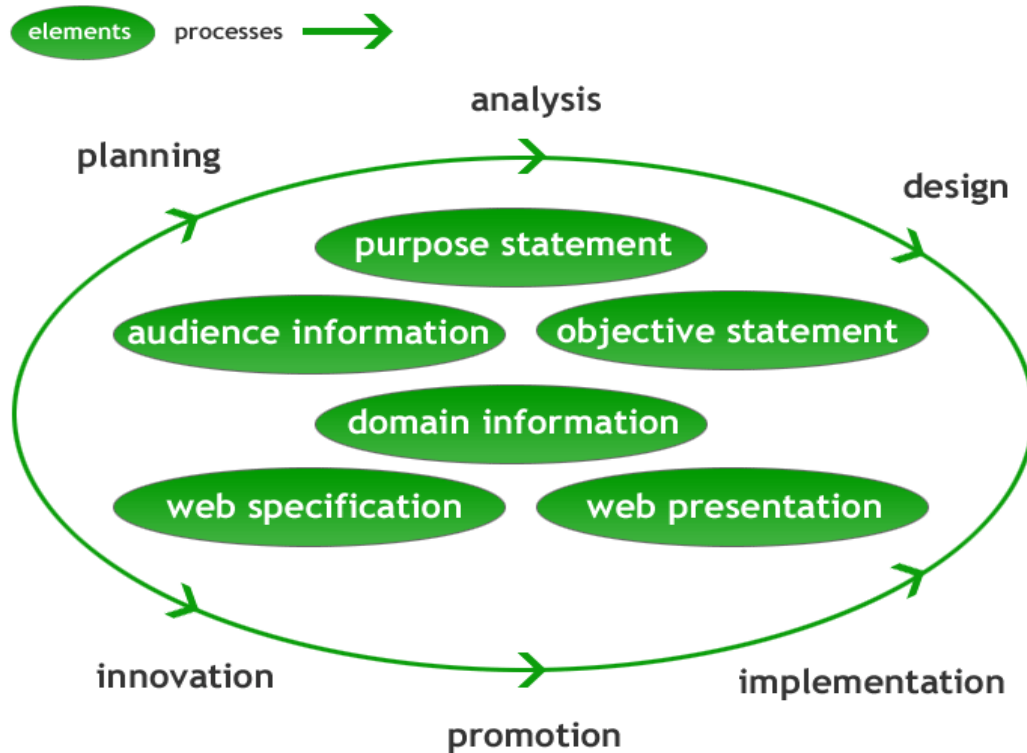 elements processes
analysis
planning
design
purpose statement
audience information
objective statement
domain information
web specification
web presentation
innovation
implementation
promotion